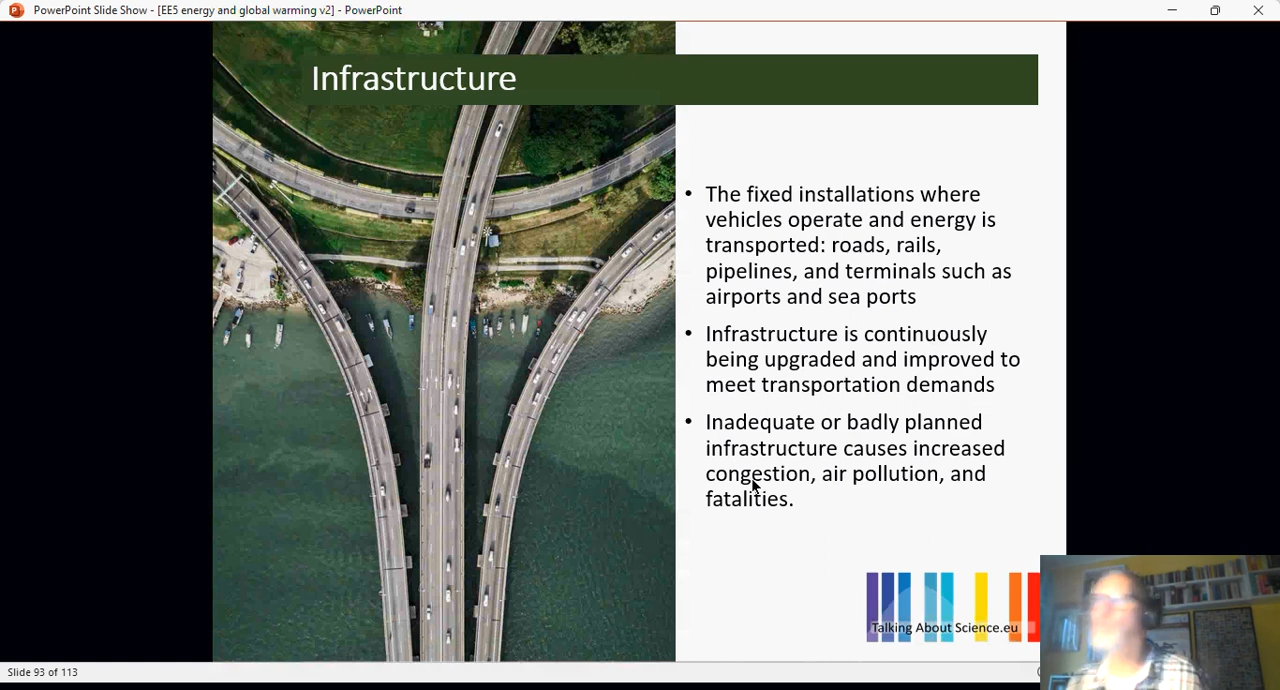 PowerPoint Slide Show - [EE5 energy and global warming v2] - PowerPoint
Infrastructure
• The fixed installations where
vehicles operate and energy is
transported: roads, rails,
pipelines, and terminals such as
airports and sea ports
• Infrastructure is continuously
being upgraded and improved to
meet transportation demands
• Inadequate or badly planned
infrastructure causes increased
congestion, air pollution, and
fatalities.
Talking About Science.eu
Slide 93 of 113